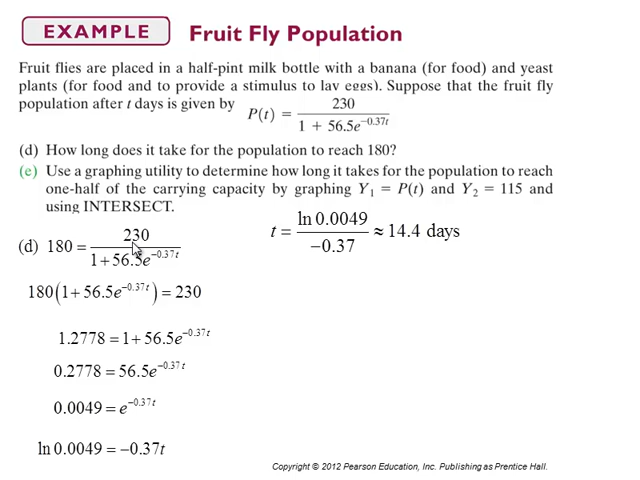 EXAMPLE Fruit Fly Population
Fruit flies are placed in a half-pint milk bottle with a banana (for food) and yeast
plants (for food and to provide a stimulus to lay eggs). Suppose that the fruit fly
population after t days is given by P(t) = 230 / (1 + 56.5e^{-0.37t})
(d) How long does it take for the population to reach 180?
(e) Use a graphing utility to determine how long it takes for the population to reach
one-half of the carrying capacity by graphing Y₁ = P(t) and Y₂ = 115 and
using INTERSECT.
(d) 180 = 230 / (1 + 56.5e^{-0.37t})
180(1 + 56.5e^{-0.37t}) = 230
1.2778 = 1 + 56.5e^{-0.37t}
0.2778 = 56.5e^{-0.37t}
0.0049 = e^{-0.37t}
ln 0.0049 = -0.37t
t = ln 0.0049 / -0.37 ≈ 14.4 days
Copyright © 2012 Pearson Education, Inc. Publishing as Prentice Hall.